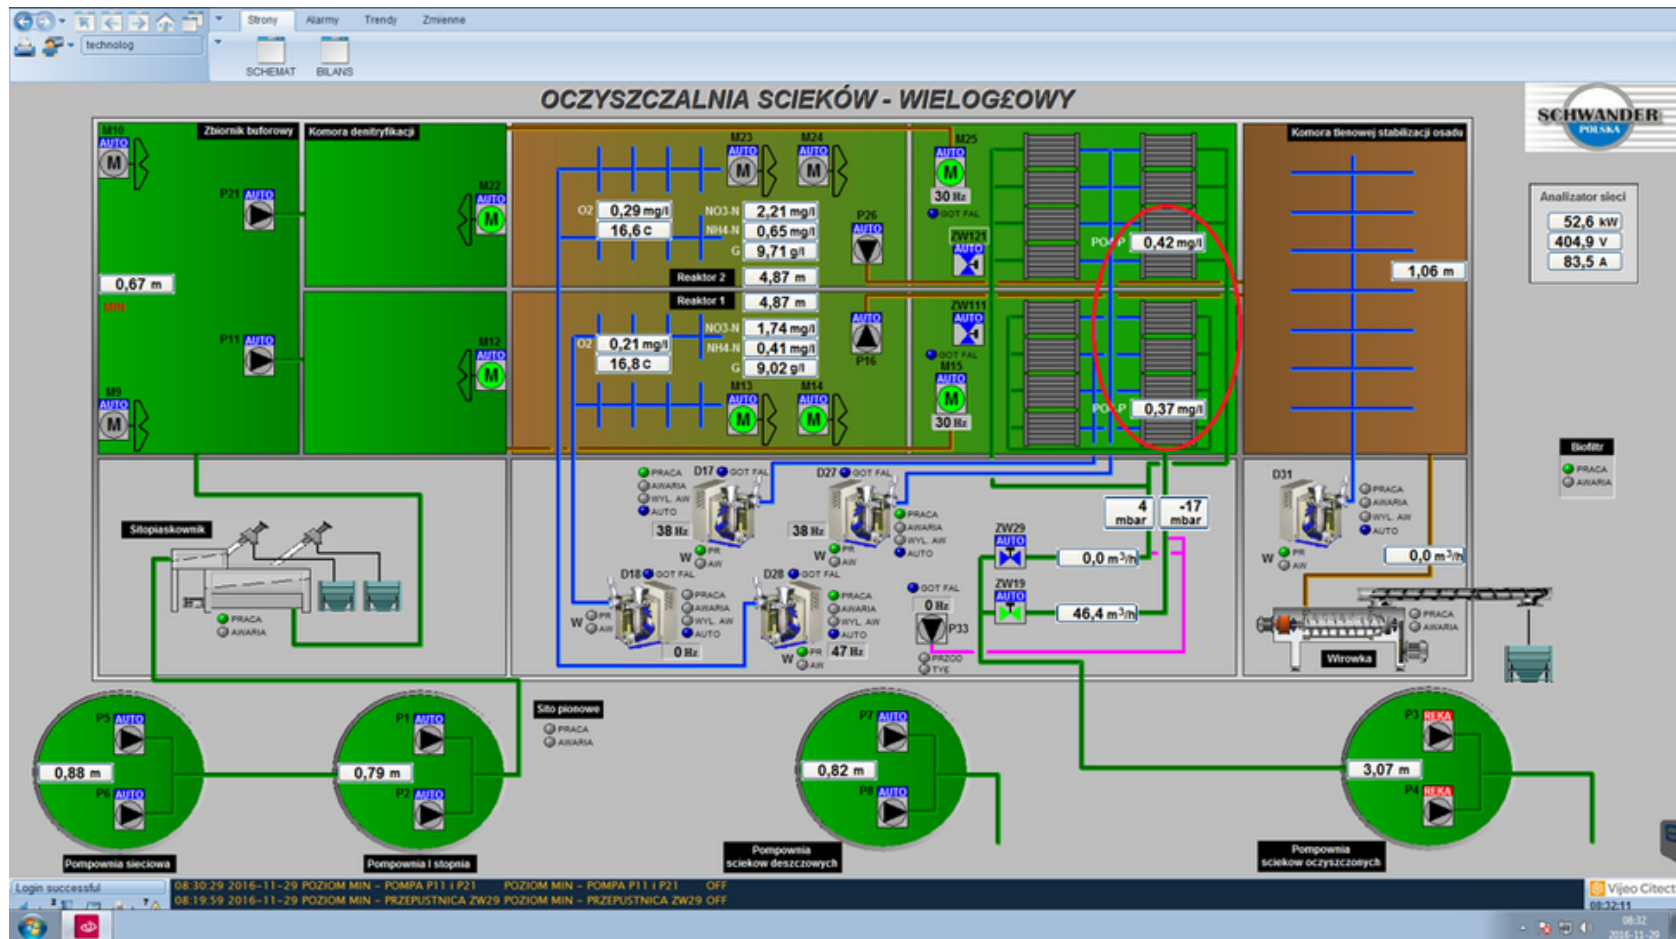 Strony Alarmy Trendy Zmienne
technolog
SCHEMAT BILANS
OCZYSZCZALNIA SCIEKÓW - WIELOG£OWY
SCHWANDER
POLSKA
Analizator sieci
52,6 kW
404,9 V
83,5 A
Zbiornik buforowy
M10
AUTO
M
P21 AUTO
0,67 m
MIN
P11 AUTO
M9
AUTO
M
Komora denitryfikacji
M22
AUTO
M
M12
AUTO
M
M23 M24
AUTO AUTO
M M
O2 0,29 mg/l
16,6 C
NO3-N 2,21 mg/l
NH4-N 0,65 mg/l
G 9,71 g/l
Reaktor 2 4,87 m
Reaktor 1 4,87 m
NO3-N 1,74 mg/l
O2 0,21 mg/l
NH4-N 0,41 mg/l
16,8 C
G 9,02 g/l
M13 M14
AUTO AUTO
M M
P26
AUTO
AUTO
P16
M25
AUTO
M
30 Hz
GOT FAL
ZW121
AUTO
ZW111
AUTO
GOT FAL
M15
AUTO
M
30 Hz
0,42 mg/l
0,37 mg/l
Komora tlenowej stabilizacji osadu
1,06 m
Biofiltr
PRACA
AWARIA
Sitopiaskownik
PRACA
AWARIA
PRACA D17 GOT FAL
AWARIA
WYL. AW
AUTO
38 Hz
W PR
AW
D27 GOT FAL
PRACA
AWARIA
WYL. AW
AUTO
38 Hz
W PR
AW
D18 GOT FAL
PRACA
AWARIA
WYL. AW
AUTO
W PR
AW
0 Hz
D28 GOT FAL
PRACA
AWARIA
WYL. AW
AUTO
W PR
AW
47 Hz
4
mbar
-17
mbar
ZW29
AUTO
0,0 m³/h
ZW19
AUTO
46,4 m³/h
GOT FAL
0 Hz
P33
PRZOD
TYE
D31
PRACA
AWARIA
WYL. AW
AUTO
W PR
AW
0,0 m³/h
PRACA
AWARIA
Wirowka
Sito pionowe
PRACA
AWARIA
P5 AUTO
0,88 m
P6 AUTO
Pompownia sieciowa
P1 AUTO
0,79 m
P2 AUTO
Pompownia I stopnia
P7 AUTO
0,82 m
P8 AUTO
Pompownia
sciekow deszczowych
P3 REKA
3,07 m
P4 REKA
Pompownia
sciekow oczyszczonych
Login successful
08:30:29 2016-11-29 POZIOM MIN - POMPA P11 i P21 POZIOM MIN - POMPA P11 i P21 OFF
08:19:59 2016-11-29 POZIOM MIN - PRZEPUSTNICA ZW29 POZIOM MIN - PRZEPUSTNICA ZW29 OFF
Vijeo Citect
08:32:11
08:32
2016-11-29